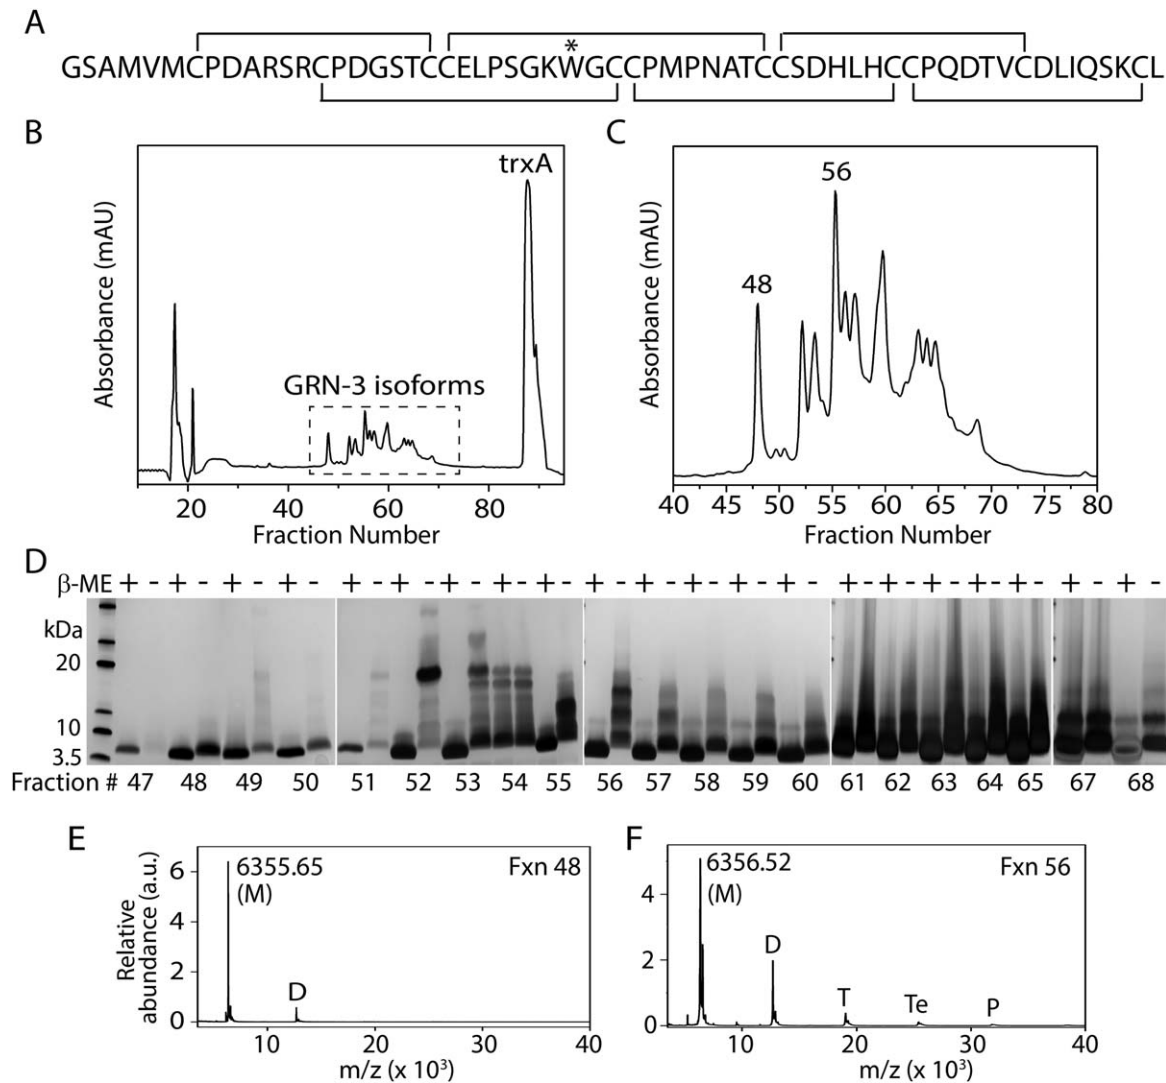 A
*
GSAMVMCPDARSRCPDGSTCCELPSGKWGCCPMPNATCCSDHLHCCPQDTVCDLIQSKCL
B
Absorbance (mAU)
trxA
GRN-3 isoforms
20 40 60 80
Fraction Number
C
Absorbance (mAU)
48
56
40 45 50 55 60 65 70 75 80
Fraction Number
D
β-ME + - + - + - + - + - + - + - + - + - + - + - + - + - + - + - + - + - + - + - + -
kDa
20
10
3.5
Fraction # 47 48 49 50 51 52 53 54 55 56 57 58 59 60 61 62 63 64 65 67 68
E
Relative
abundance (a.u.)
6
4
2
0
6355.65
(M)
Fxn 48
D
10 20 30 40
m/z (x 10³)
F
4
2
0
6356.52
(M)
Fxn 56
D
T
Te
P
10 20 30 40
m/z (x 10³)